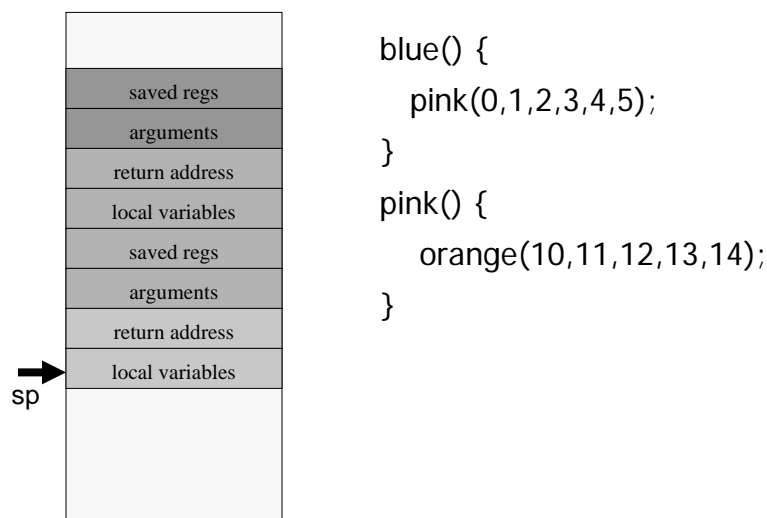 saved regs
arguments
return address
local variables
saved regs
arguments
return address
local variables
sp
blue() {
pink(0,1,2,3,4,5);
}
pink() {
orange(10,11,12,13,14);
}